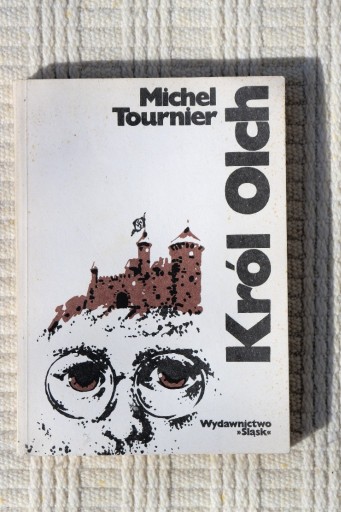 Michel
Tournier
Król Olch
Wydawnictwo
»Śląsk«